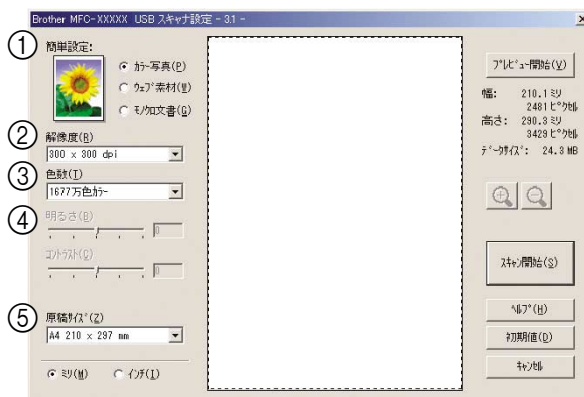 Brother MFC-XXXXX USB スキャナ設定 - 3.1 -
① 簡単設定:
カラー写真(P)
ウェブ素材(W)
モノクロ文書(G)
② 解像度(R)
300 x 300 dpi
③ 色数(T)
1677万色カラー
④ 明るさ(B)
0
コントラスト(C)
0
⑤ 原稿サイズ(Z)
A4 210 x 297 mm
ミリ(M) インチ(I)
プレビュー開始(V)
幅: 210.1 ミリ
2481 ピクセル
高さ: 290.3 ミリ
3429 ピクセル
データサイズ: 24.3 MB
スキャン開始(S)
ヘルプ(H)
初期値(D)
キャンセル